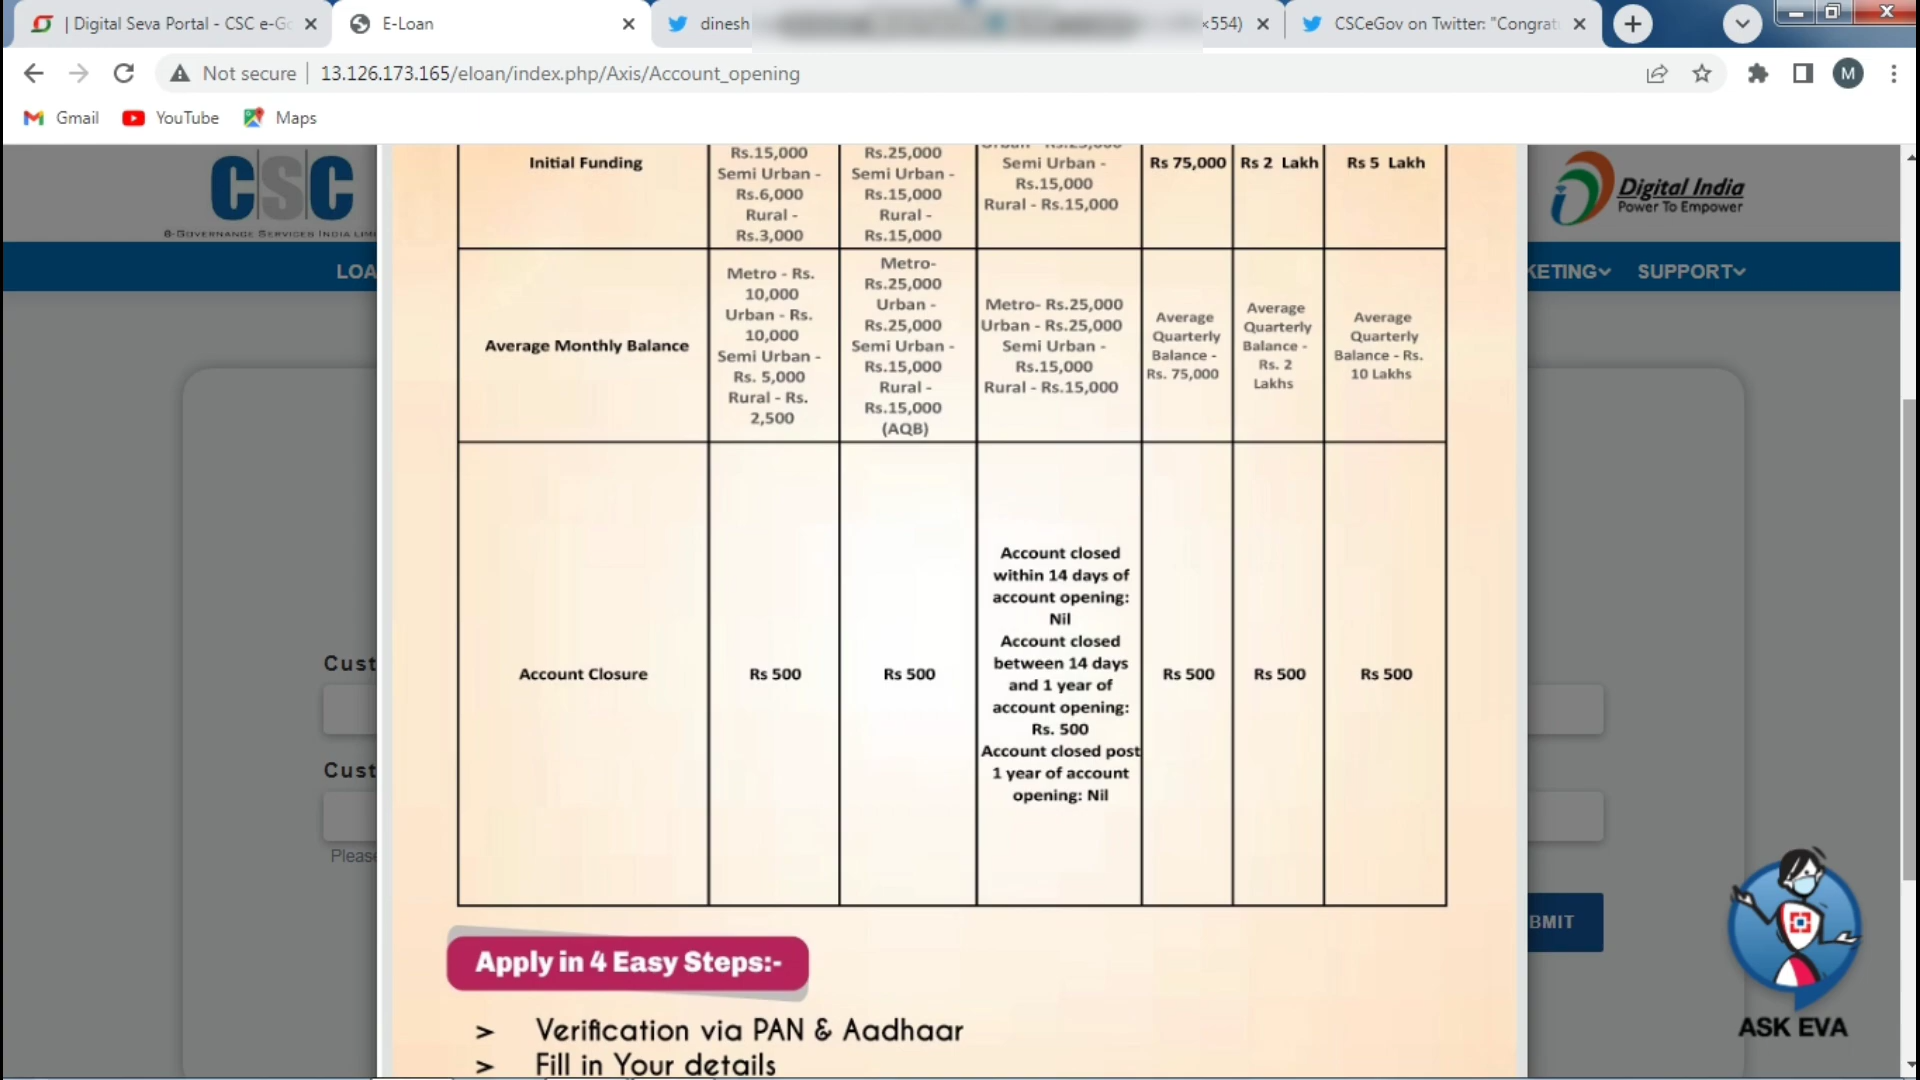 | Digital Seva Portal - CSC e-Go
E-Loan
dinesh
×554)
CSCeGov on Twitter: "Congrat
Not secure
13.126.173.165/eloan/index.php/Axis/Account_opening
M
Gmail
YouTube
Maps
CSC
e-Governance Services India Limi
Digital India
Power To Empower
LOA
KETING
SUPPORT
Initial Funding
Rs.15,000
Semi Urban -
Rs.6,000
Rural -
Rs.3,000
Rs.25,000
Semi Urban -
Rs.15,000
Rural -
Rs.15,000
Semi Urban -
Rs.15,000
Rural - Rs.15,000
Rs 75,000
Rs 2 Lakh
Rs 5 Lakh
Average Monthly Balance
Metro - Rs.
10,000
Urban - Rs.
10,000
Semi Urban -
Rs. 5,000
Rural - Rs.
2,500
Metro-
Rs.25,000
Urban -
Rs.25,000
Semi Urban -
Rs.15,000
Rural -
Rs.15,000
(AQB)
Metro- Rs.25,000
Urban - Rs.25,000
Semi Urban -
Rs.15,000
Rural - Rs.15,000
Average
Quarterly
Balance -
Rs. 75,000
Average
Quarterly
Balance -
Rs. 2
Lakhs
Average
Quarterly
Balance - Rs.
10 Lakhs
Account Closure
Rs 500
Rs 500
Account closed
within 14 days of
account opening:
Nil
Account closed
between 14 days
and 1 year of
account opening:
Rs. 500
Account closed post
1 year of account
opening: Nil
Rs 500
Rs 500
Rs 500
Cust
Cust
Please
BMIT
Apply in 4 Easy Steps:-
> Verification via PAN & Aadhaar
> Fill in Your details
ASK EVA